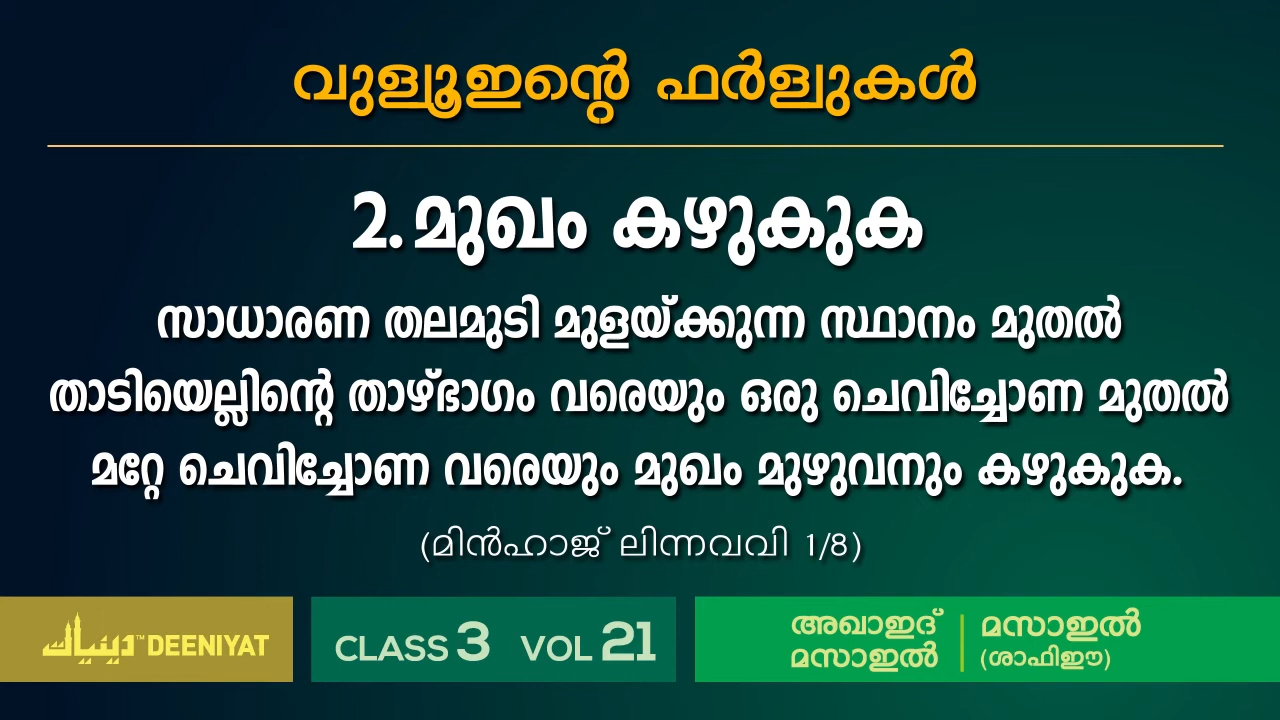 വുള്വൂഇന്റെ ഫർള്വുകൾ
2. മുഖം കഴുകുക
സാധാരണ തലമുടി മുളയ്ക്കുന്ന സ്ഥാനം മുതൽ
താടിയെല്ലിന്റെ താഴ്ഭാഗം വരെയും ഒരു ചെവിച്ചോണ മുതൽ
മറ്റേ ചെവിച്ചോണ വരെയും മുഖം മുഴുവനും കഴുകുക.
(മിൻഹാജ് ലിന്നവവി 1/8)
دينيات™ DEENIYAT
CLASS 3 VOL 21
അഖാഇദ്
മസാഇൽ
മസാഇൽ
(ശാഫിഈ)